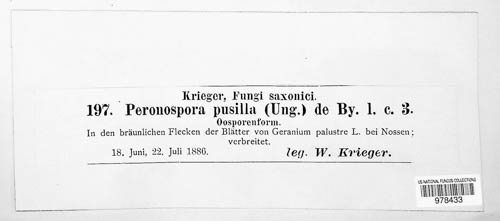 Krieger, Fungi saxonici.
197. Peronospora pusilla (Ung.) de By. l. c. 3.
Oosporenform.
In den bräunlichen Flecken der Blätter von Geranium palustre L. bei Nossen;
verbreitet.
18. Juni, 22. Juli 1886. leg. W. Krieger.
US NATIONAL FUNGUS COLLECTIONS
978433